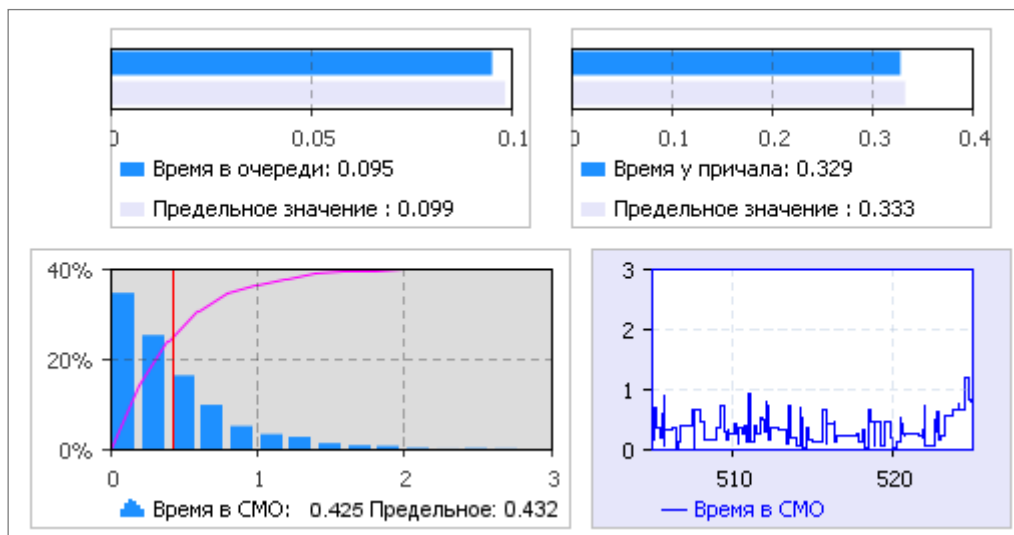 0 0.05 0.1
Время в очереди: 0.095
Предельное значение : 0.099
0 0.1 0.2 0.3 0.4
Время у причала: 0.329
Предельное значение : 0.333
40%
20%
0%
0 1 2 3
Время в СМО: 0.425 Предельное: 0.432
3
2
1
0
510 520
Время в СМО